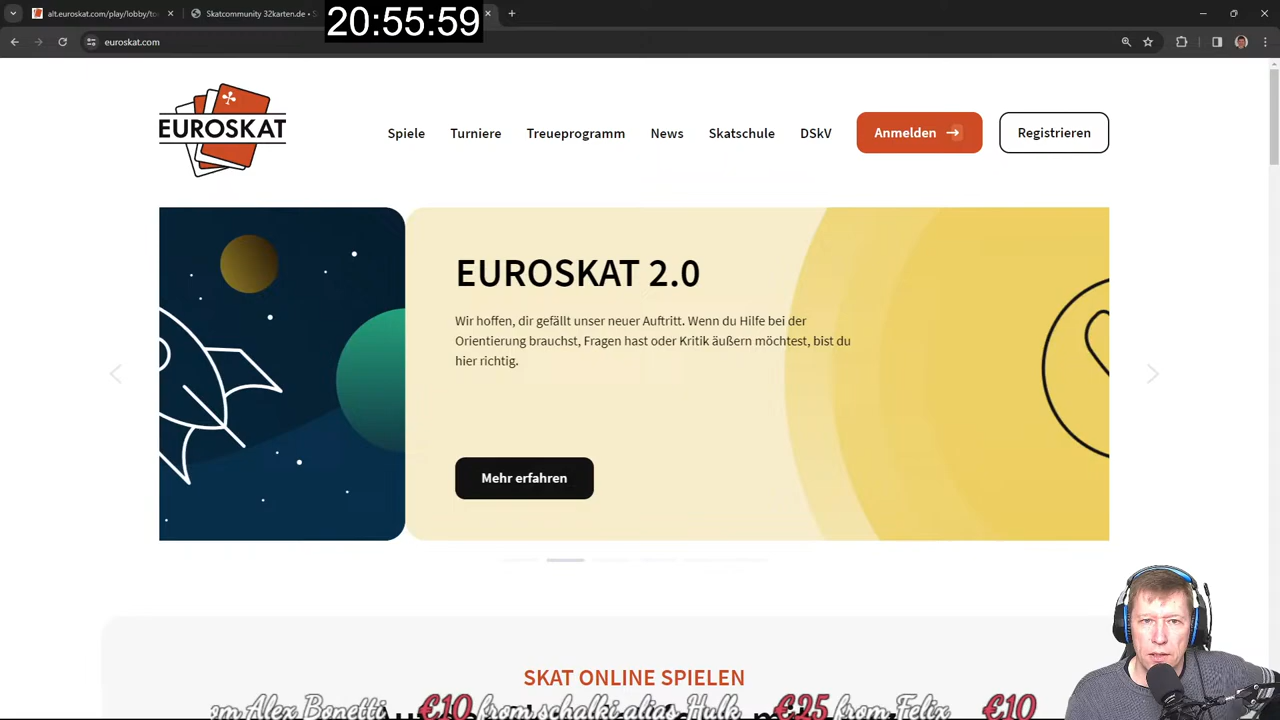 alt.euroskat.com/play/lobby/to
Skatcommunity 32karten.de •
20:55:59
euroskat.com
EUROSKAT
Spiele
Turniere
Treueprogramm
News
Skatschule
DSkV
Anmelden →
Registrieren
EUROSKAT 2.0
Wir hoffen, dir gefällt unser neuer Auftritt. Wenn du Hilfe bei der
Orientierung brauchst, Fragen hast oder Kritik äußern möchtest, bist du
hier richtig.
Mehr erfahren
SKAT ONLINE SPIELEN
om Alex Bonetti €10 from schalki alias Hulk €25 from Felix €10